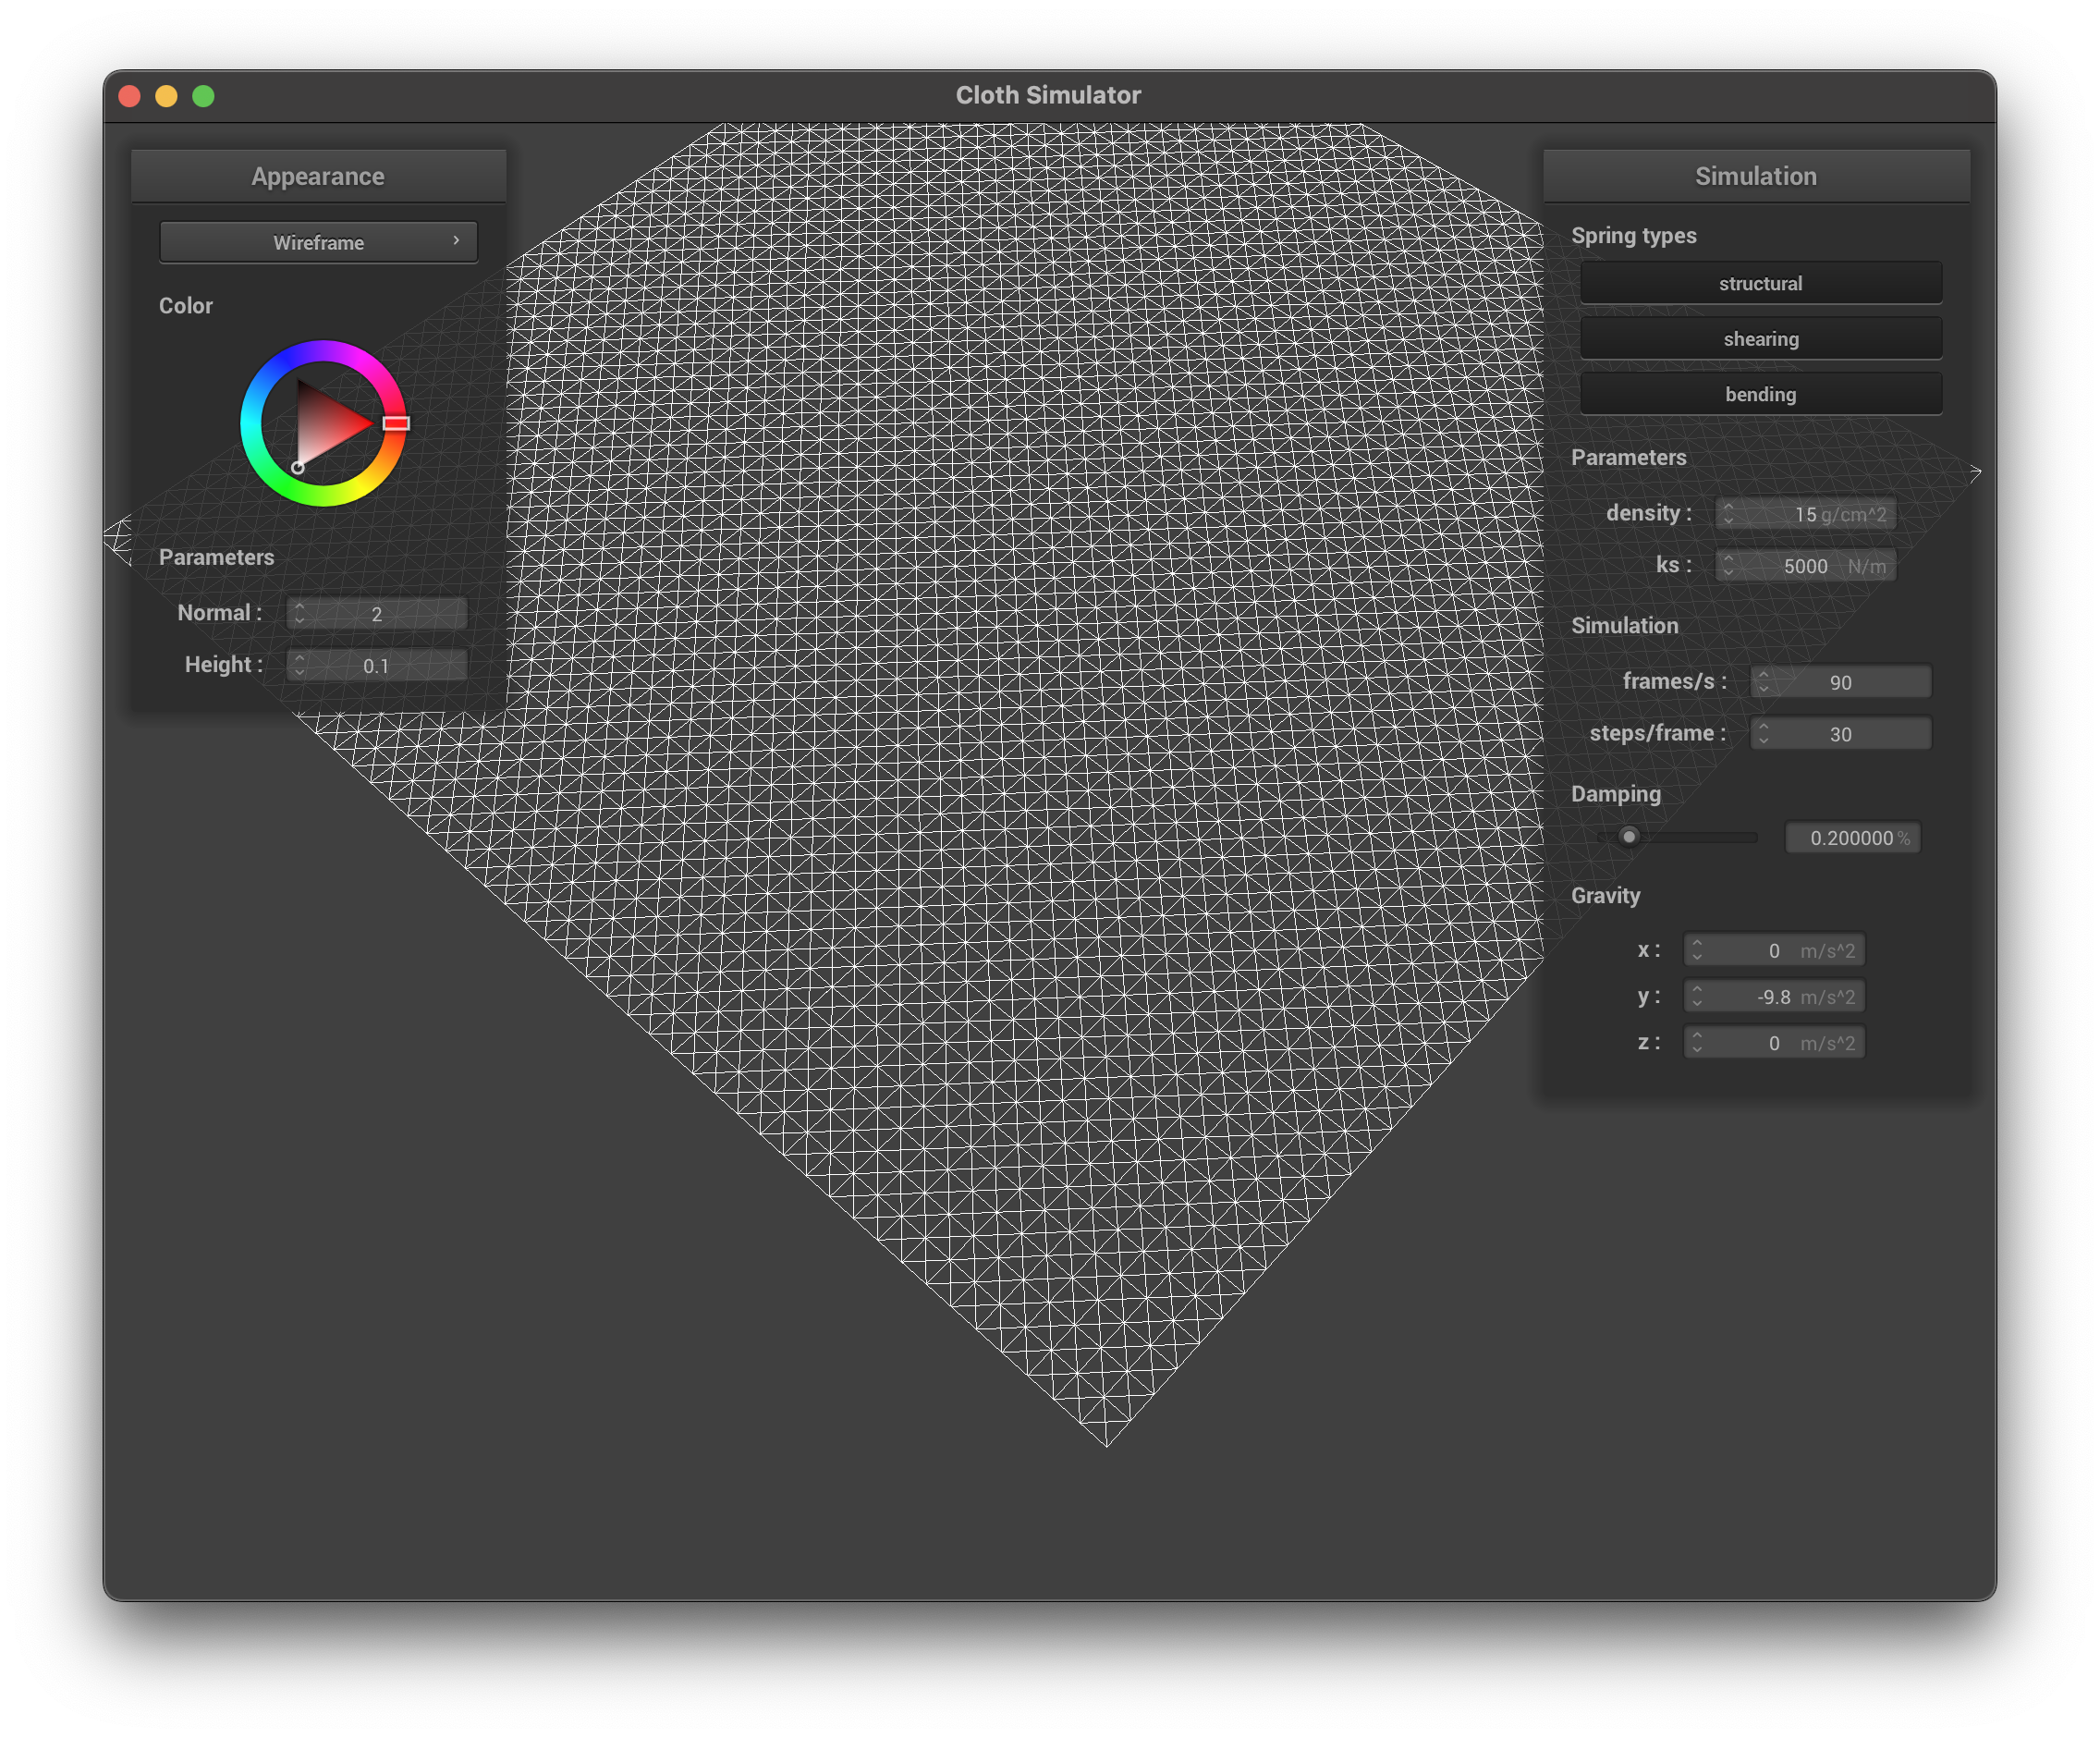 Cloth Simulator
Appearance
Wireframe
Color
Parameters
Normal : 2
Height : 0.1
Simulation
Spring types
structural
shearing
bending
Parameters
density : 15 g/cm^2
ks : 5000 N/m
Simulation
frames/s : 90
steps/frame : 30
Damping
0.200000 %
Gravity
x : 0 m/s^2
y : -9.8 m/s^2
z : 0 m/s^2